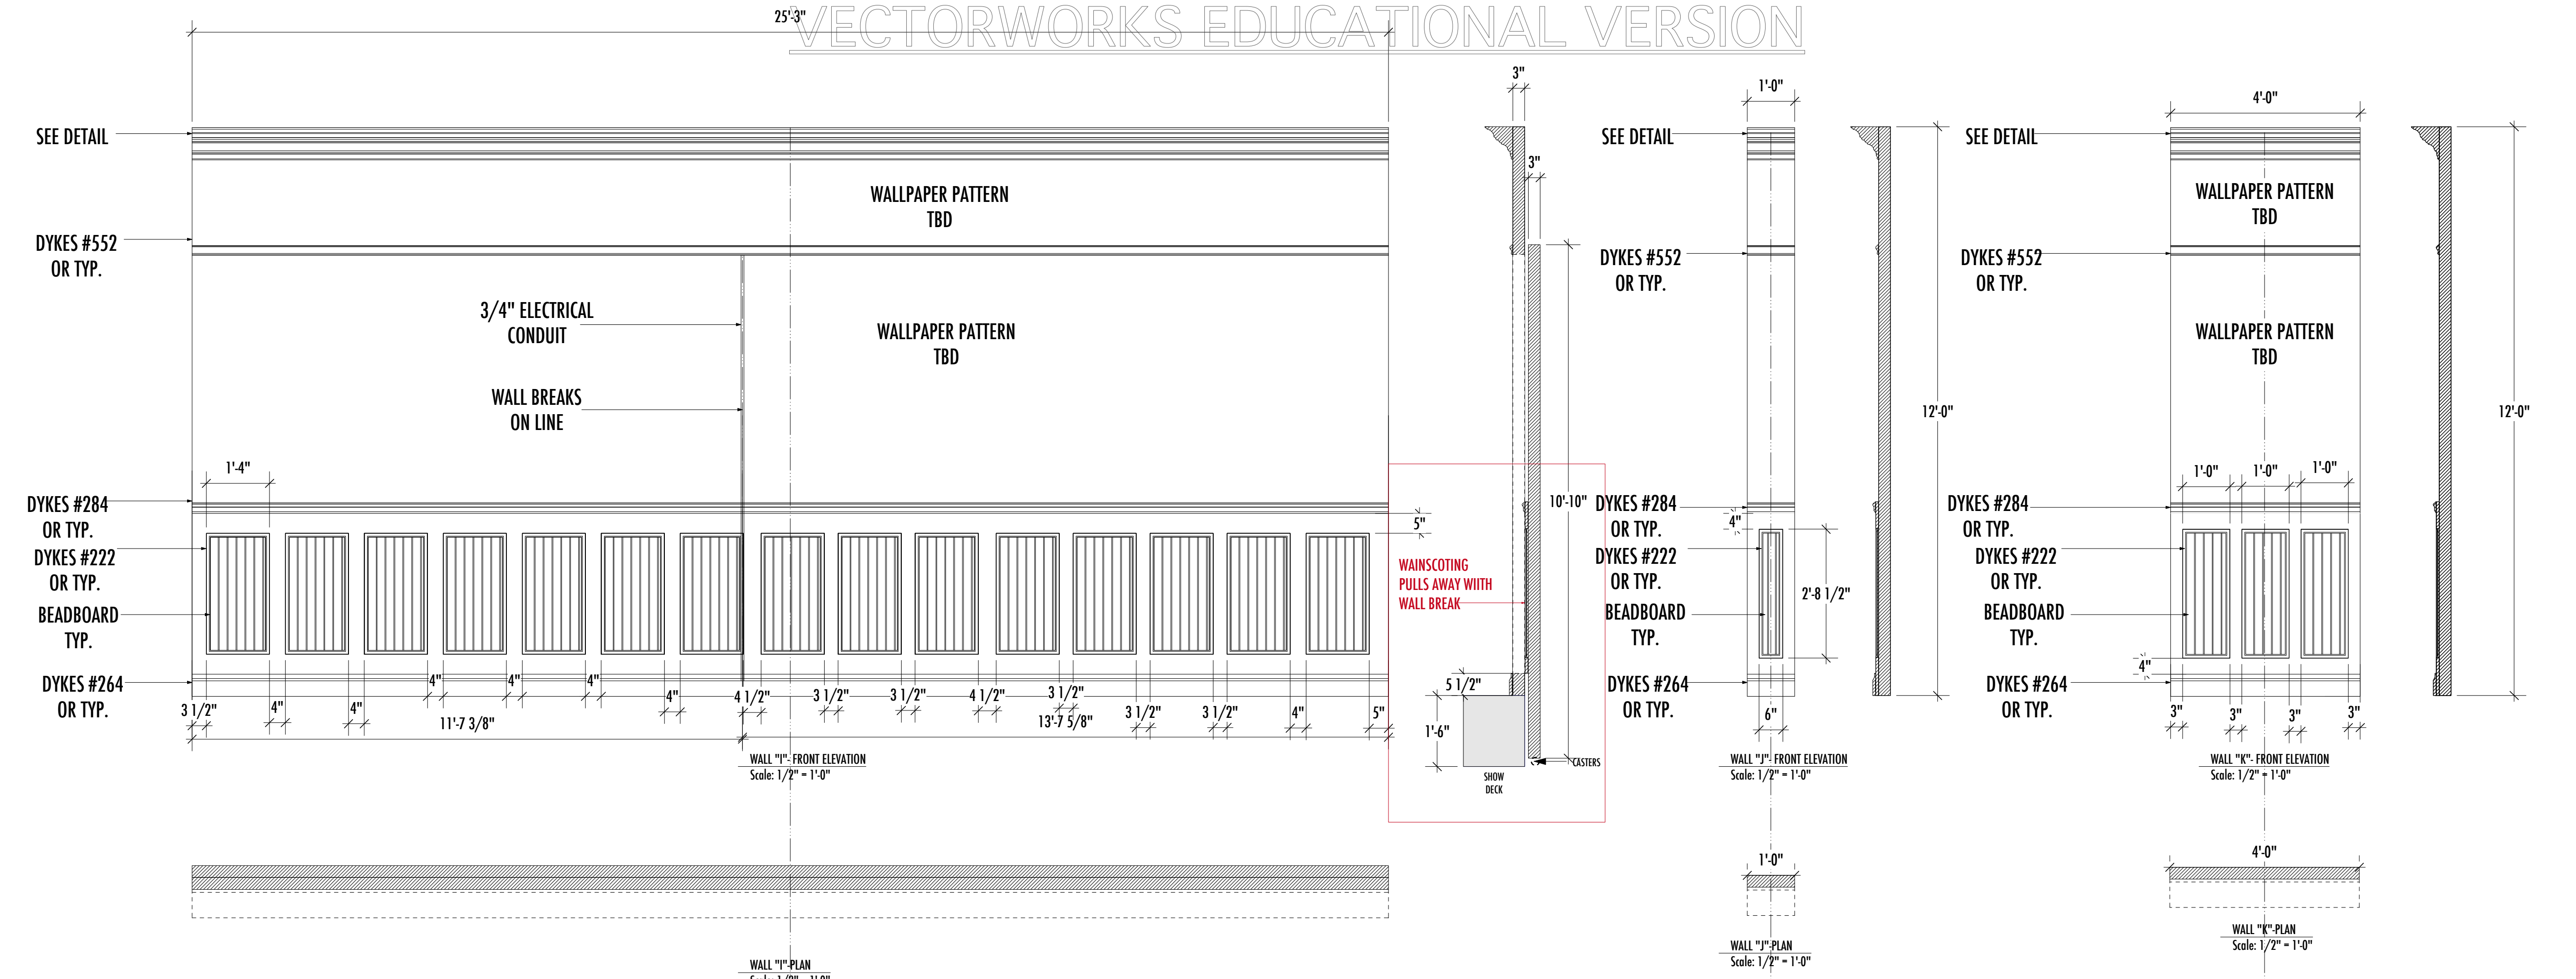 VECTORWORKS EDUCATIONAL VERSION
25'-3"
SEE DETAIL
WALLPAPER PATTERN
TBD
DYKES #552
OR TYP.
3/4" ELECTRICAL
CONDUIT
WALLPAPER PATTERN
TBD
WALL BREAKS
ON LINE
1'-4"
DYKES #284
OR TYP.
DYKES #222
OR TYP.
BEADBOARD
TYP.
DYKES #264
OR TYP.
5"
3 1/2"
4"
4"
4"
4"
4"
4"
4 1/2"
3 1/2"
3 1/2"
4 1/2"
3 1/2"
3 1/2"
3 1/2"
4"
5"
11'-7 3/8"
13'-7 5/8"
WALL "I"- FRONT ELEVATION
Scale: 1/2" = 1'-0"
WALL "I"-PLAN
Scale: 1/2" = 1'-0"
3"
3"
10'-10"
WAINSCOTING
PULLS AWAY WIITH
WALL BREAK
5 1/2"
1'-6"
CASTERS
SHOW
DECK
1'-0"
SEE DETAIL
DYKES #552
OR TYP.
12'-0"
DYKES #284
OR TYP.
4"
DYKES #222
OR TYP.
BEADBOARD
TYP.
2'-8 1/2"
DYKES #264
OR TYP.
6"
WALL "J"- FRONT ELEVATION
Scale: 1/2" = 1'-0"
1'-0"
WALL "J"-PLAN
Scale: 1/2" = 1'-0"
4'-0"
SEE DETAIL
WALLPAPER PATTERN
TBD
DYKES #552
OR TYP.
WALLPAPER PATTERN
TBD
12'-0"
1'-0"
1'-0"
1'-0"
DYKES #284
OR TYP.
DYKES #222
OR TYP.
BEADBOARD
TYP.
4"
DYKES #264
OR TYP.
3"
3"
3"
3"
WALL "K"- FRONT ELEVATION
Scale: 1/2" = 1'-0"
4'-0"
WALL "K"-PLAN
Scale: 1/2" = 1'-0"